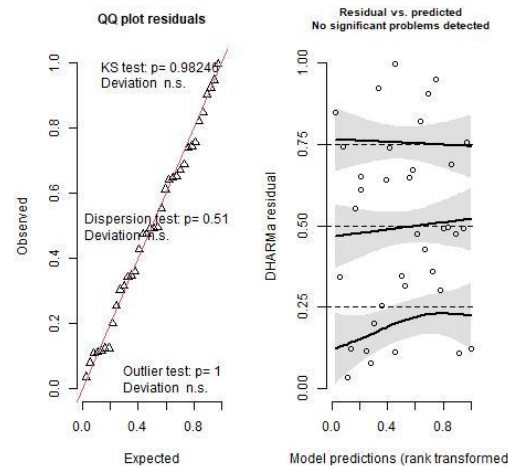 QQ plot residuals
KS test: p= 0.98246
Deviation n.s.
Dispersion test: p= 0.51
Deviation n.s.
Outlier test: p= 1
Deviation n.s.
Observed
0.0
0.2
0.4
0.6
0.8
1.0
0.0
0.4
0.8
Expected
Residual vs. predicted
No significant problems detected
DHARMa residual
0.00
0.25
0.50
0.75
1.00
0.0
0.4
0.8
Model predictions (rank transformed